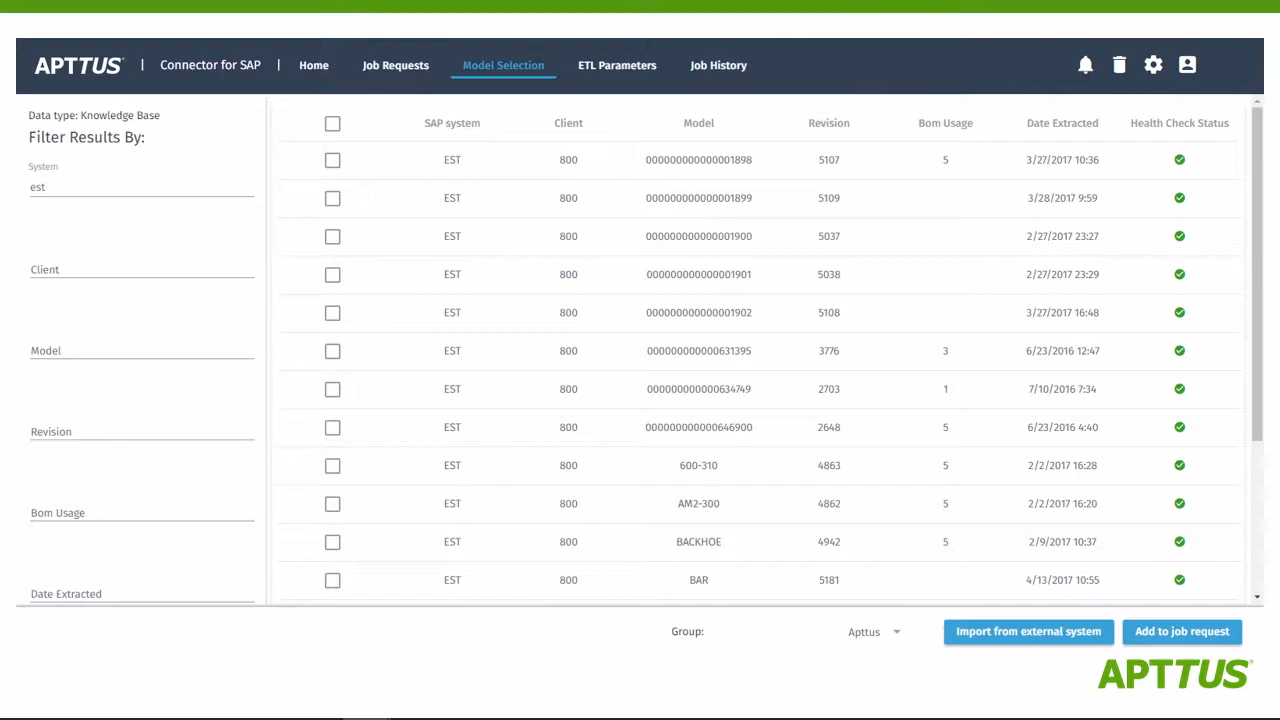 APTTUS | Connector for SAP | Home Job Requests Model Selection ETL Parameters Job History
Data type: Knowledge Base
Filter Results By:
System
est
Client
Model
Revision
Bom Usage
Date Extracted
SAP system Client Model Revision Bom Usage Date Extracted Health Check Status
EST 800 000000000000001898 5107 5 3/27/2017 10:36
EST 800 000000000000001899 5109 3/28/2017 9:59
EST 800 000000000000001900 5037 2/27/2017 23:27
EST 800 000000000000001901 5038 2/27/2017 23:29
EST 800 000000000000001902 5108 3/27/2017 16:48
EST 800 000000000000631395 3776 3 6/23/2016 12:47
EST 800 000000000000634749 2703 1 7/10/2016 7:34
EST 800 000000000000646900 2648 5 6/23/2016 4:40
EST 800 600-310 4863 5 2/2/2017 16:28
EST 800 AM2-300 4862 5 2/2/2017 16:20
EST 800 BACKHOE 4942 5 2/9/2017 10:37
EST 800 BAR 5181 4/13/2017 10:55
Group: Apttus Import from external system Add to job request
APTTUS